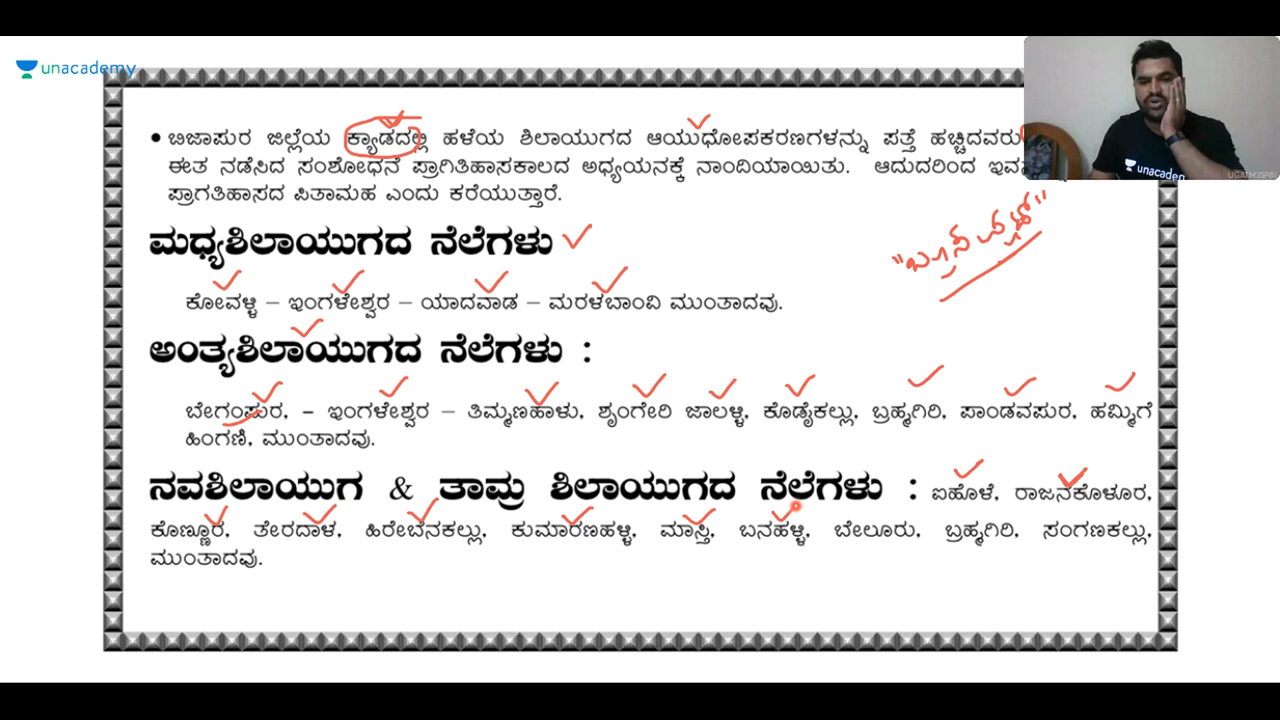 unacademy
• ಬಿಜಾಪುರ ಜಿಲ್ಲೆಯ ಕ್ಯಾಡದಲ್ಲಿ ಹಳೆಯ ಶಿಲಾಯುಗದ ಆಯುಧೋಪಕರಣಗಳನ್ನು ಪತ್ತೆ ಹಚ್ಚಿದವರು
ಈತ ನಡೆಸಿದ ಸಂಶೋಧನೆ ಪ್ರಾಗಿತಿಹಾಸಕಾಲದ ಅಧ್ಯಯನಕ್ಕೆ ನಾಂದಿಯಾಯಿತು. ಆದುದರಿಂದ
ಪ್ರಾಗತಿಹಾಸದ ಪಿತಾಮಹ ಎಂದು ಕರೆಯುತ್ತಾರೆ.
ಮಧ್ಯಶಿಲಾಯುಗದ ನೆಲೆಗಳು
ಕೋವಳ್ಳಿ – ಇಂಗಳೇಶ್ವರ – ಯಾದವಾಡ – ಮರಳಬಾಂವಿ ಮುಂತಾದವು.
ಅಂತ್ಯಶಿಲಾಯುಗದ ನೆಲೆಗಳು :
ಬೇಗಂಪುರ, – ಇಂಗಳೇಶ್ವರ – ತಿಮ್ಮಣಹಾಳು, ಶೃಂಗೇರಿ ಜಾಲಳ್ಳಿ, ಕೊಡೈಕಲ್ಲು, ಬ್ರಹ್ಮಗಿರಿ, ಪಾಂಡವಪುರ, ಹಮ್ಮಿಗೆ
ಹಿಂಗಣಿ, ಮುಂತಾದವು.
ನವಶಿಲಾಯುಗ & ತಾಮ್ರ ಶಿಲಾಯುಗದ ನೆಲೆಗಳು : ಐಹೊಳೆ, ರಾಜನಕೊಳೂರ,
ಕೊಣ್ಣೂರ, ತೇರದಾಳ, ಹಿರೇಬೆನಕಲ್ಲು, ಕುಮಾರಣಹಳ್ಳಿ, ಮಾಸ್ತಿ, ಬನಹಳ್ಳಿ, ಬೇಲೂರು, ಬ್ರಹ್ಮಗಿರಿ, ಸಂಗಣಕಲ್ಲು,
ಮುಂತಾದವು.